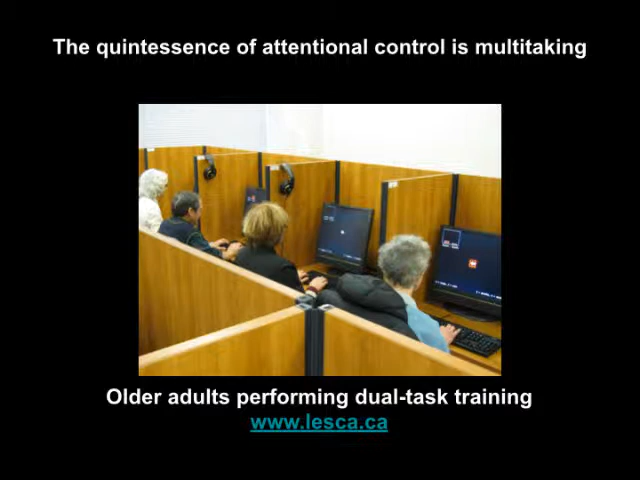 The quintessence of attentional control is multitaking
Older adults performing dual-task training
www.lesca.ca